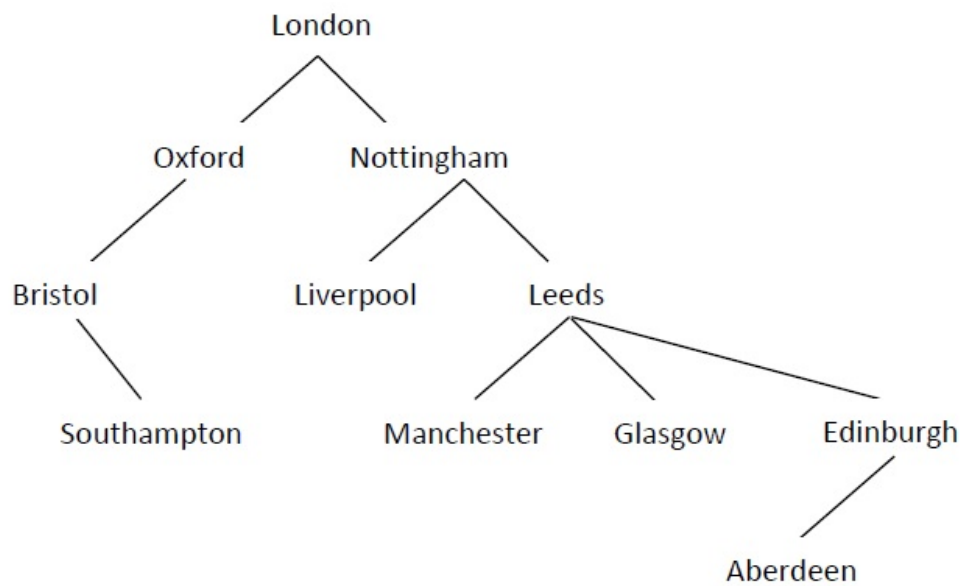 London
Oxford Nottingham
Bristol Liverpool Leeds
Southampton Manchester Glasgow Edinburgh
Aberdeen